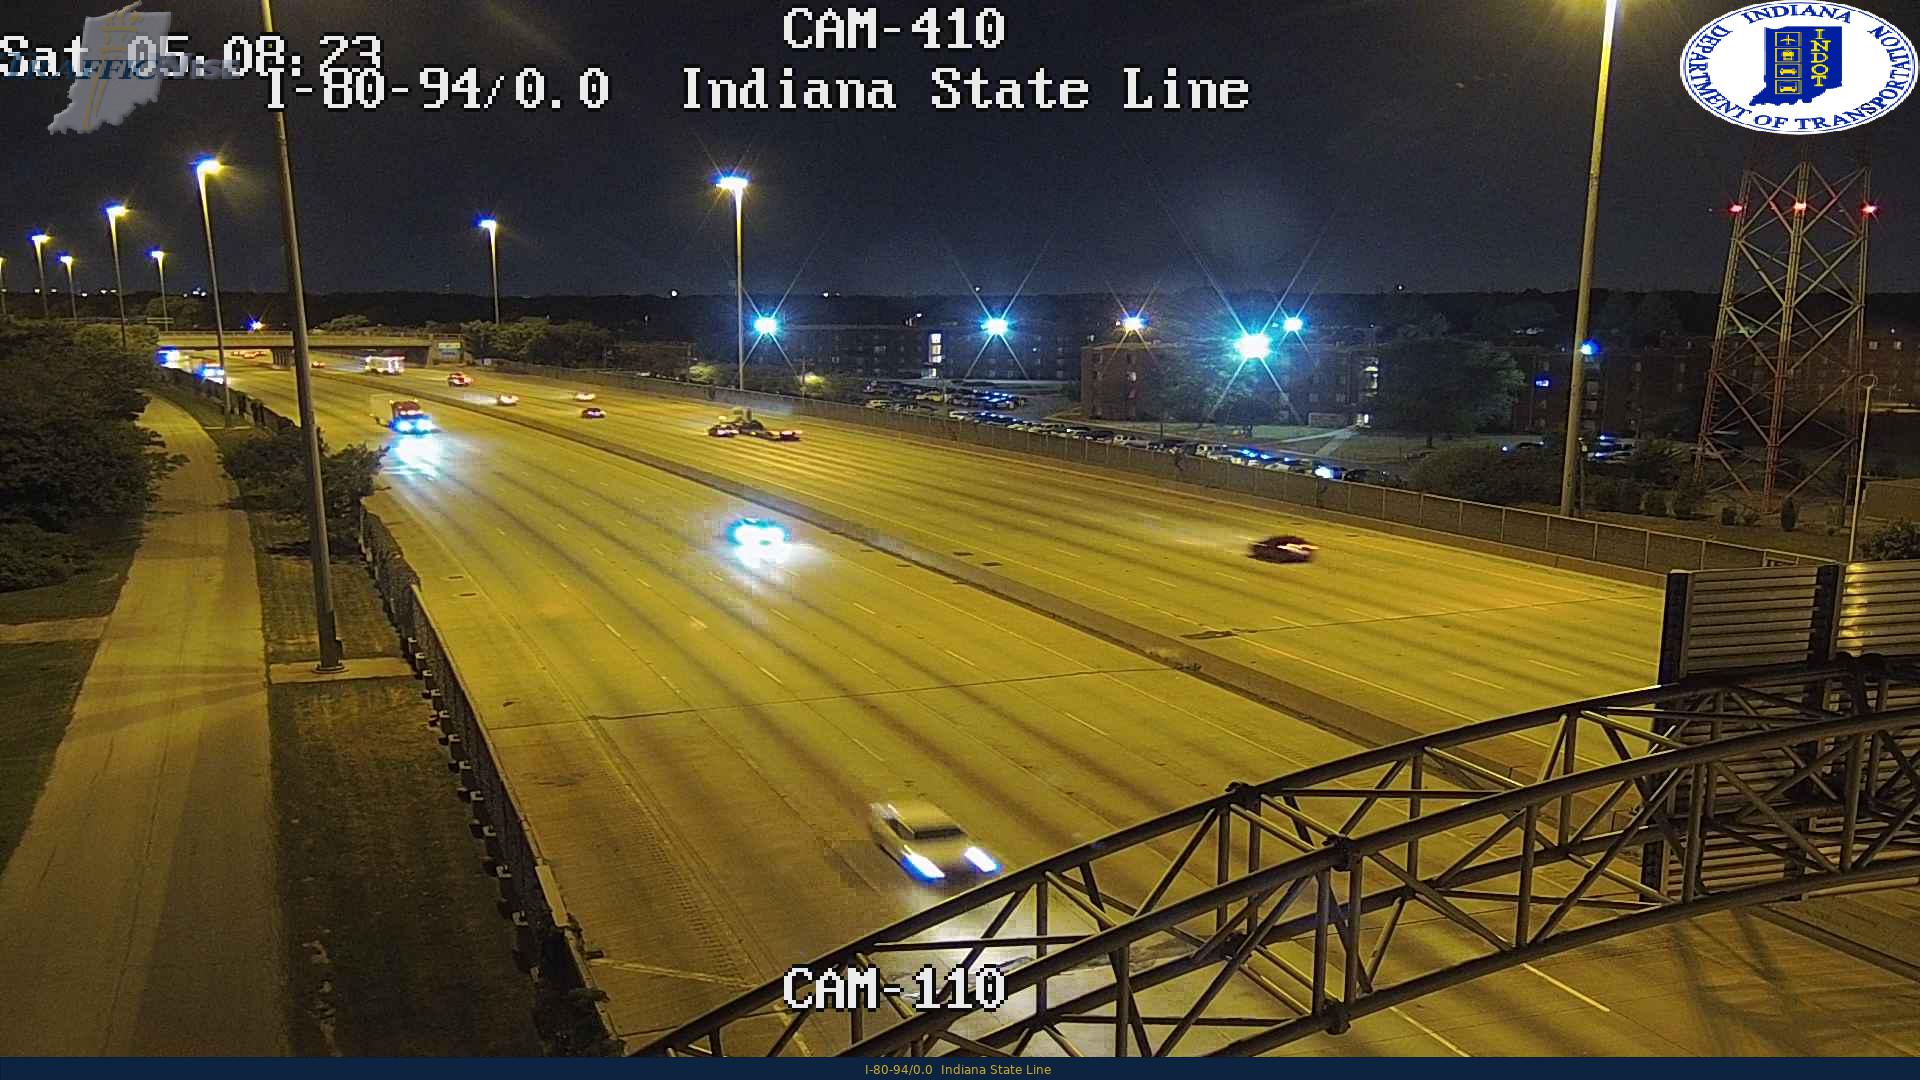 CAM-410
Sat 05:08:23
TRAFFICWISE
I-80-94/0.0 Indiana State Line
INDIANA
DEPARTMENT OF TRANSPORTATION
INDOT
CAM-110
I-80-94/0.0 Indiana State Line